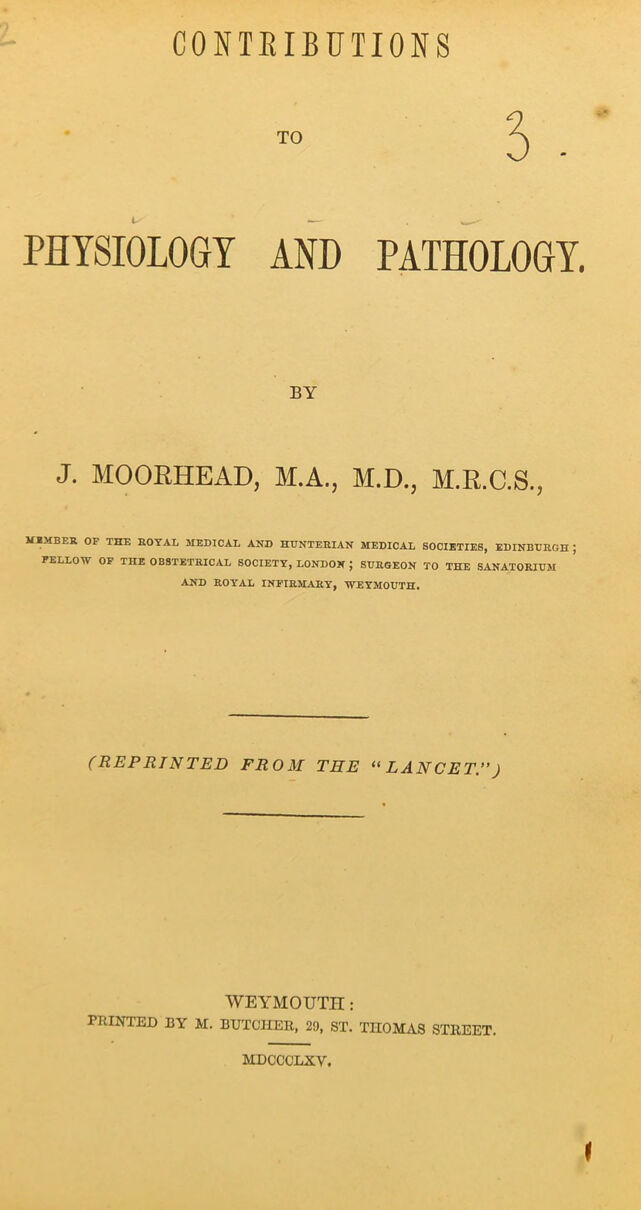 CONTRIBUTIONS
TO
3.
PHYSIOLOGY AND PATHOLOGY.
BY
J. MOORHEAD, M.A., M.D., M.R.C.S.,
MEMBER OF THE ROYAL MEDICAL AND HUNTERIAN MEDICAL SOCIETIES, EDINBURGH;
FELLOW OF THE OBSTETRICAL SOCIETY, LONDON; SURGEON TO THE SANATORIUM
AND ROYAL INFIRMARY, WEYMOUTH.
(REPRINTED FROM THE "LANCET.")
WEYMOUTH:
PRINTED BY M. BUTCHER, 29, ST. THOMAS STREET.
MDCCCLXV.